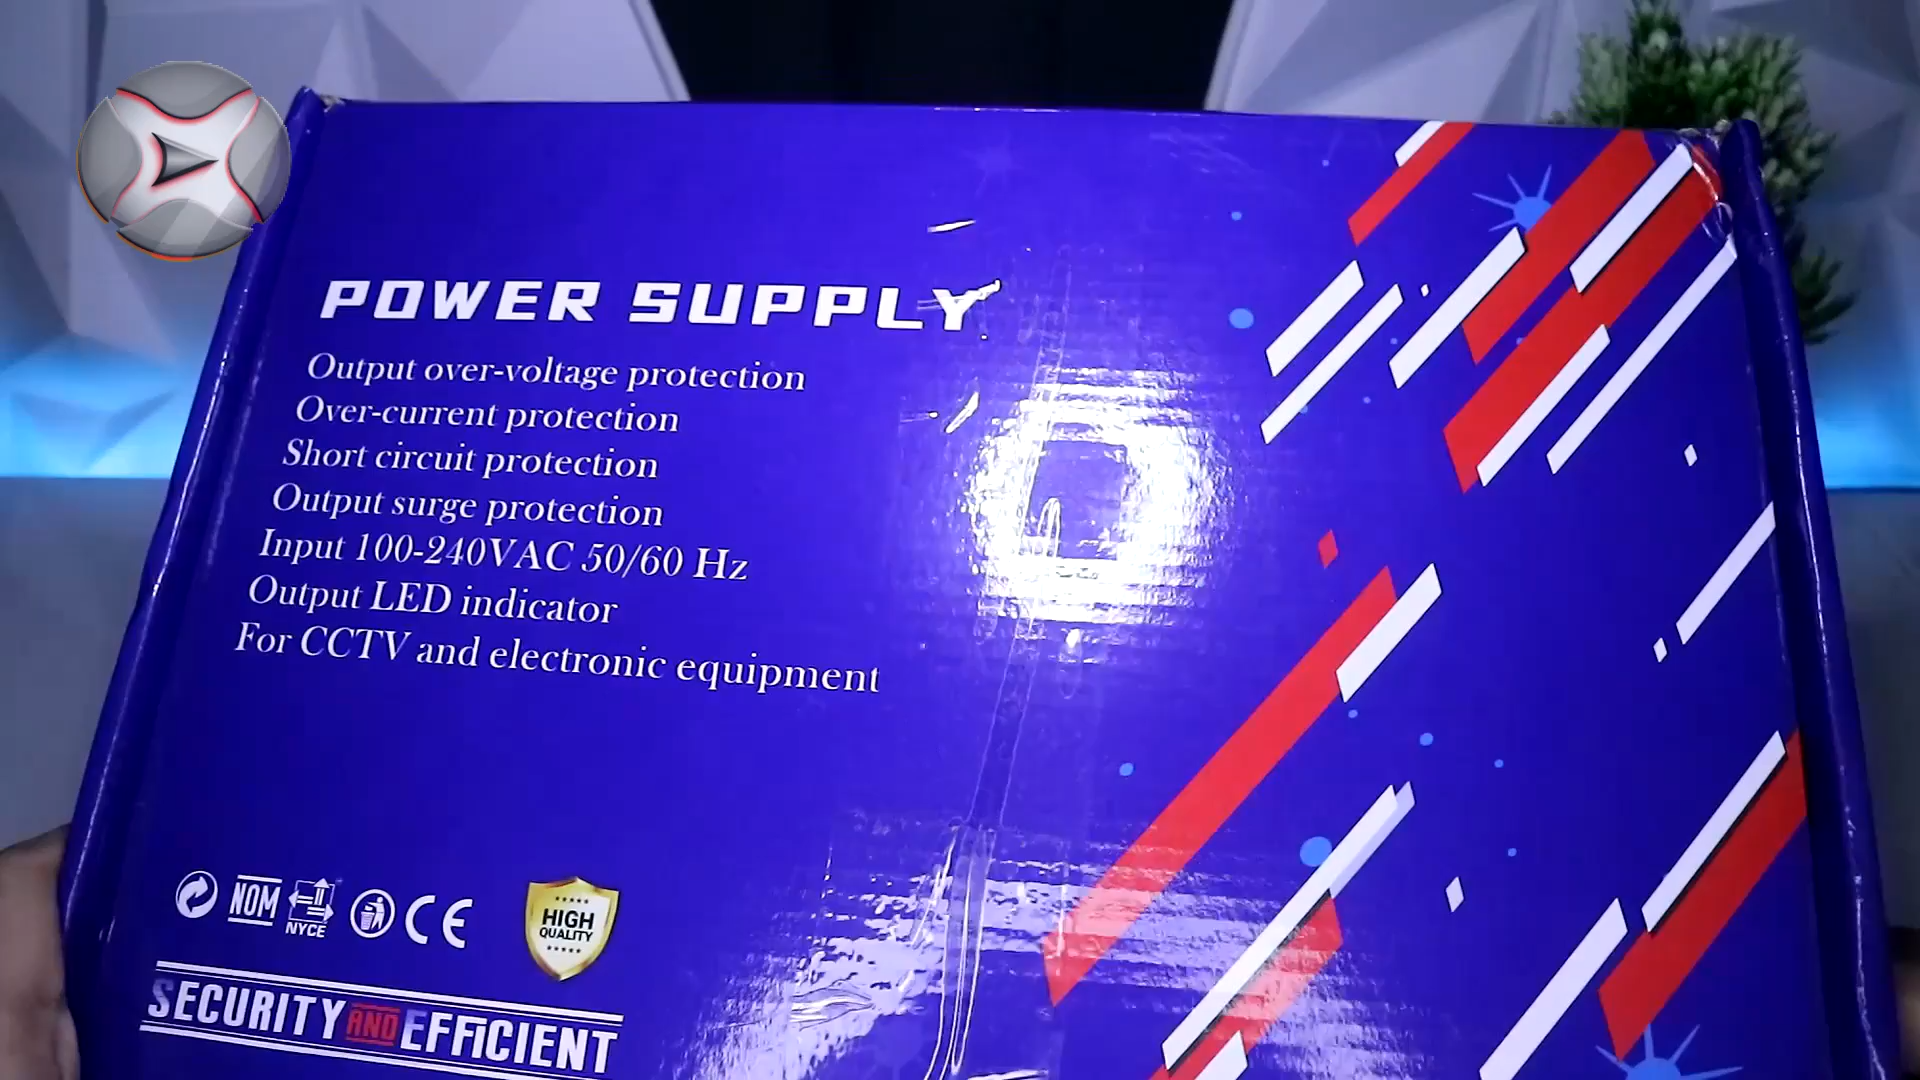 POWER SUPPLY
Output over-voltage protection
Over-current protection
Short circuit protection
Output surge protection
Input 100-240VAC 50/60 Hz
Output LED indicator
For CCTV and electronic equipment
NOM
NYCE
CE
HIGH
QUALITY
SECURITY AND EFFICIENT